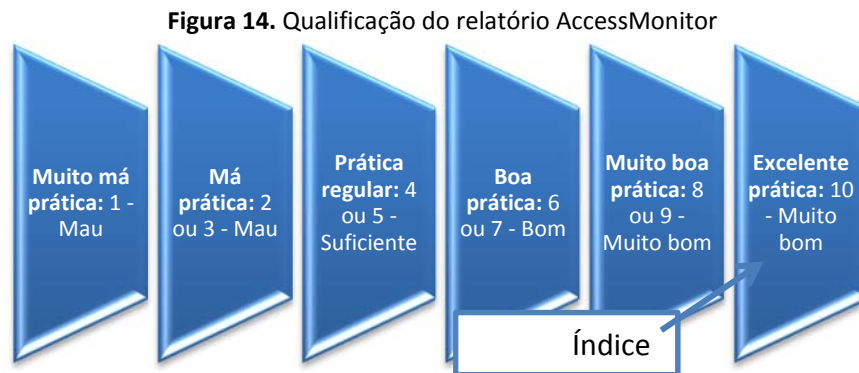 Figura 14. Qualificação do relatório AccessMonitor
Muito má
prática: 1 -
Mau
Má
prática: 2
ou 3 - Mau
Prática
regular: 4
ou 5 -
Suficiente
Boa
prática: 6
ou 7 - Bom
Muito boa
prática: 8
ou 9 -
Muito bom
Excelente
prática: 10
- Muito
bom
Índice